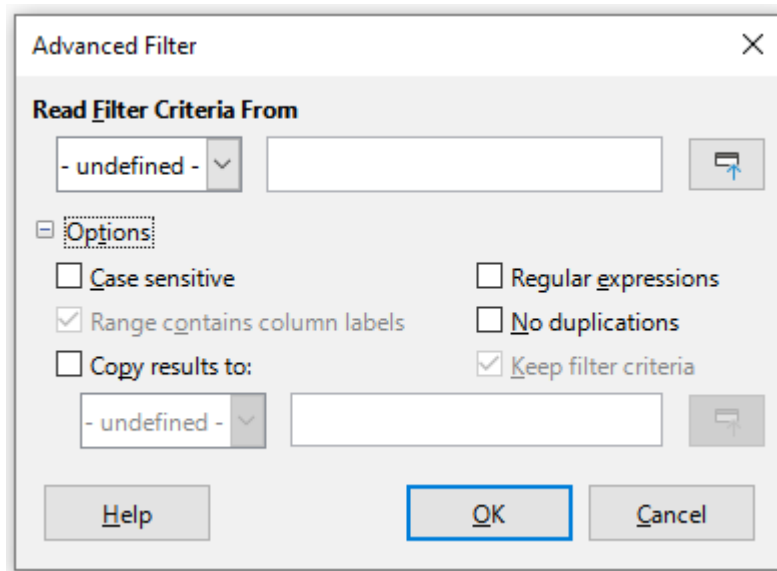 Advanced Filter
Read Filter Criteria From
- undefined -
Options
Case sensitive
Regular expressions
Range contains column labels
No duplications
Copy results to:
Keep filter criteria
- undefined -
Help
OK
Cancel